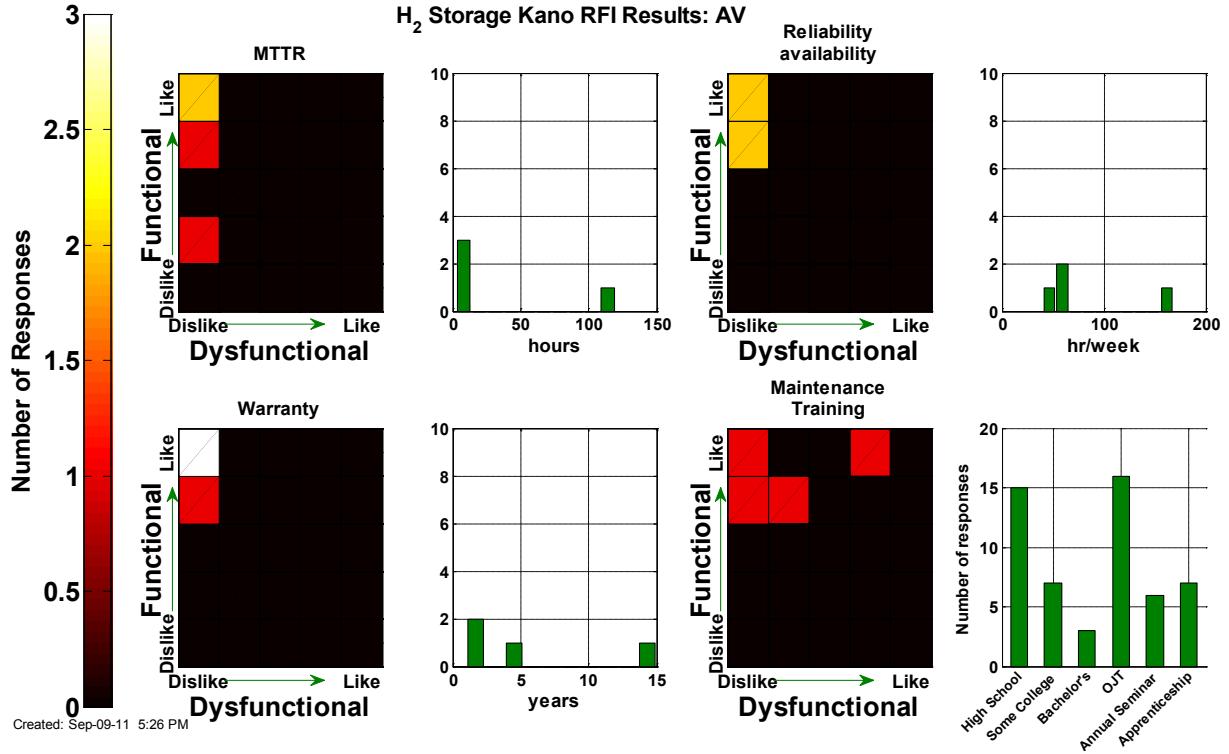 H2 Storage Kano RFI Results: AV
3
2.5
2
1.5
1
0.5
0
Number of Responses
MTTR
Like
Functional
Dislike
Dislike
Like
Dysfunctional
10
8
6
4
2
0
0
50
100
150
hours
Reliability
availability
Like
Functional
Dislike
Dislike
Like
Dysfunctional
10
8
6
4
2
0
0
100
200
hr/week
Warranty
Like
Functional
Dislike
Dislike
Like
Dysfunctional
10
8
6
4
2
0
0
5
10
15
years
Maintenance
Training
Like
Functional
Dislike
Dislike
Like
Dysfunctional
20
15
10
5
0
Number of responses
High School
Some College
Bachelor's
OJT
Annual Seminar
Apprenticeship
Created: Sep-09-11 5:26 PM